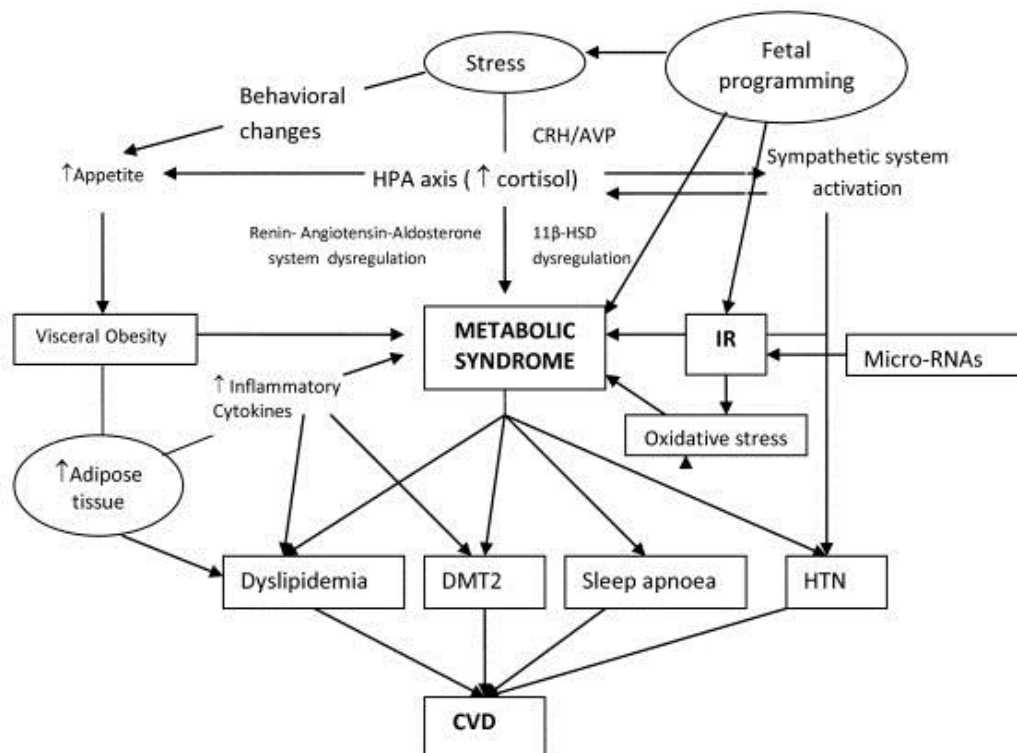 Stress
Fetal
programming
Behavioral
changes
CRH/AVP
↑Appetite
HPA axis ( ↑ cortisol)
Sympathetic system
activation
Renin- Angiotensin-Aldosterone
system dysregulation
11β-HSD
dysregulation
Visceral Obesity
METABOLIC
SYNDROME
IR
Micro-RNAs
↑ Inflammatory
Cytokines
Oxidative stress
↑Adipose
tissue
Dyslipidemia
DMT2
Sleep apnoea
HTN
CVD